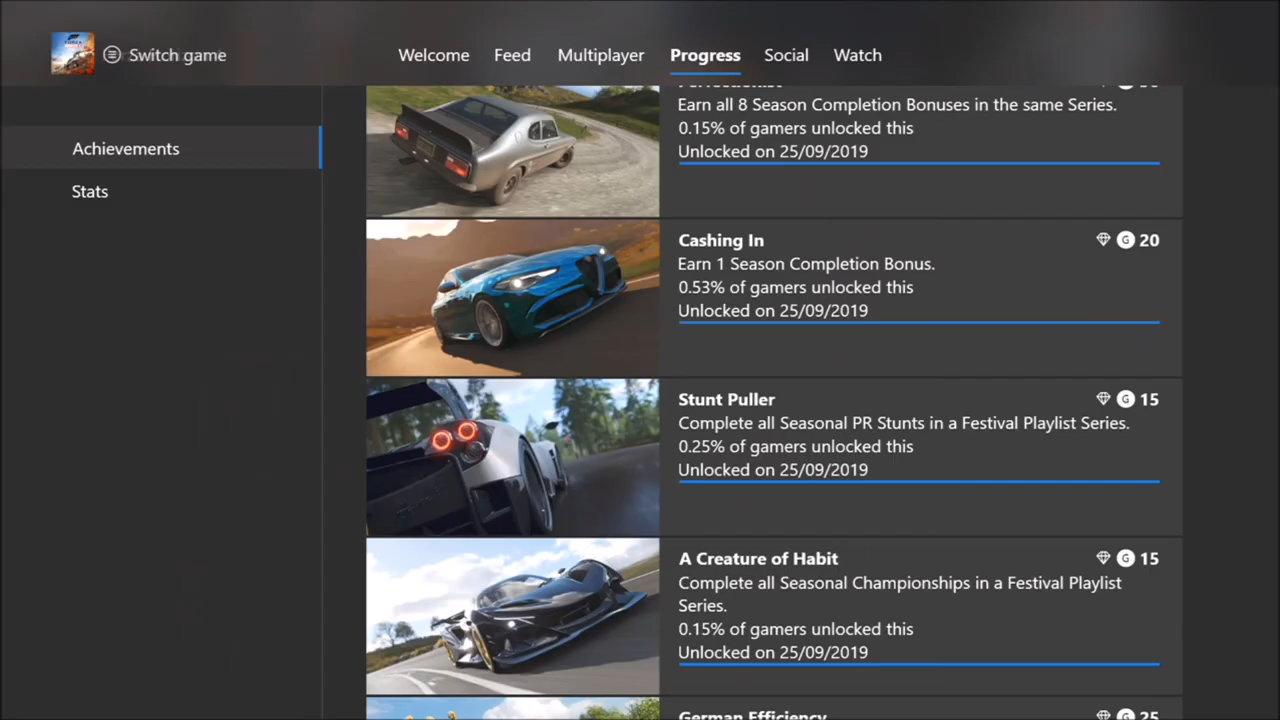 Switch game
Welcome Feed Multiplayer Progress Social Watch
Achievements
Stats
Earn all 8 Season Completion Bonuses in the same Series.
0.15% of gamers unlocked this
Unlocked on 25/09/2019
Cashing In G 20
Earn 1 Season Completion Bonus.
0.53% of gamers unlocked this
Unlocked on 25/09/2019
Stunt Puller G 15
Complete all Seasonal PR Stunts in a Festival Playlist Series.
0.25% of gamers unlocked this
Unlocked on 25/09/2019
A Creature of Habit G 15
Complete all Seasonal Championships in a Festival Playlist
Series.
0.15% of gamers unlocked this
Unlocked on 25/09/2019
German Efficiency G 25